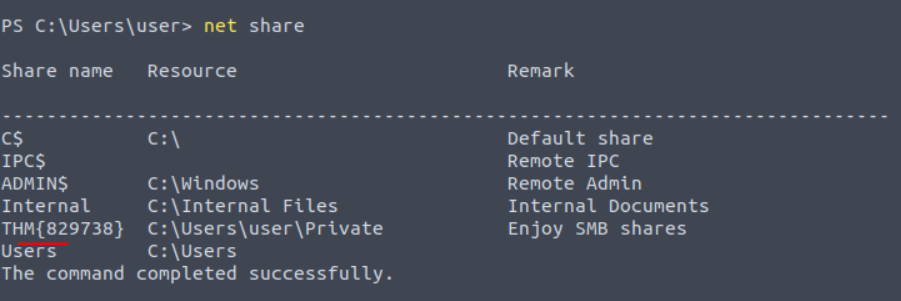 PS C:\Users\user> net share
Share name Resource Remark
-------------------------------------------------------------------------------
C$ C:\ Default share
IPC$ Remote IPC
ADMIN$ C:\Windows Remote Admin
Internal C:\Internal Files Internal Documents
THM{829738} C:\Users\user\Private Enjoy SMB shares
Users C:\Users
The command completed successfully.